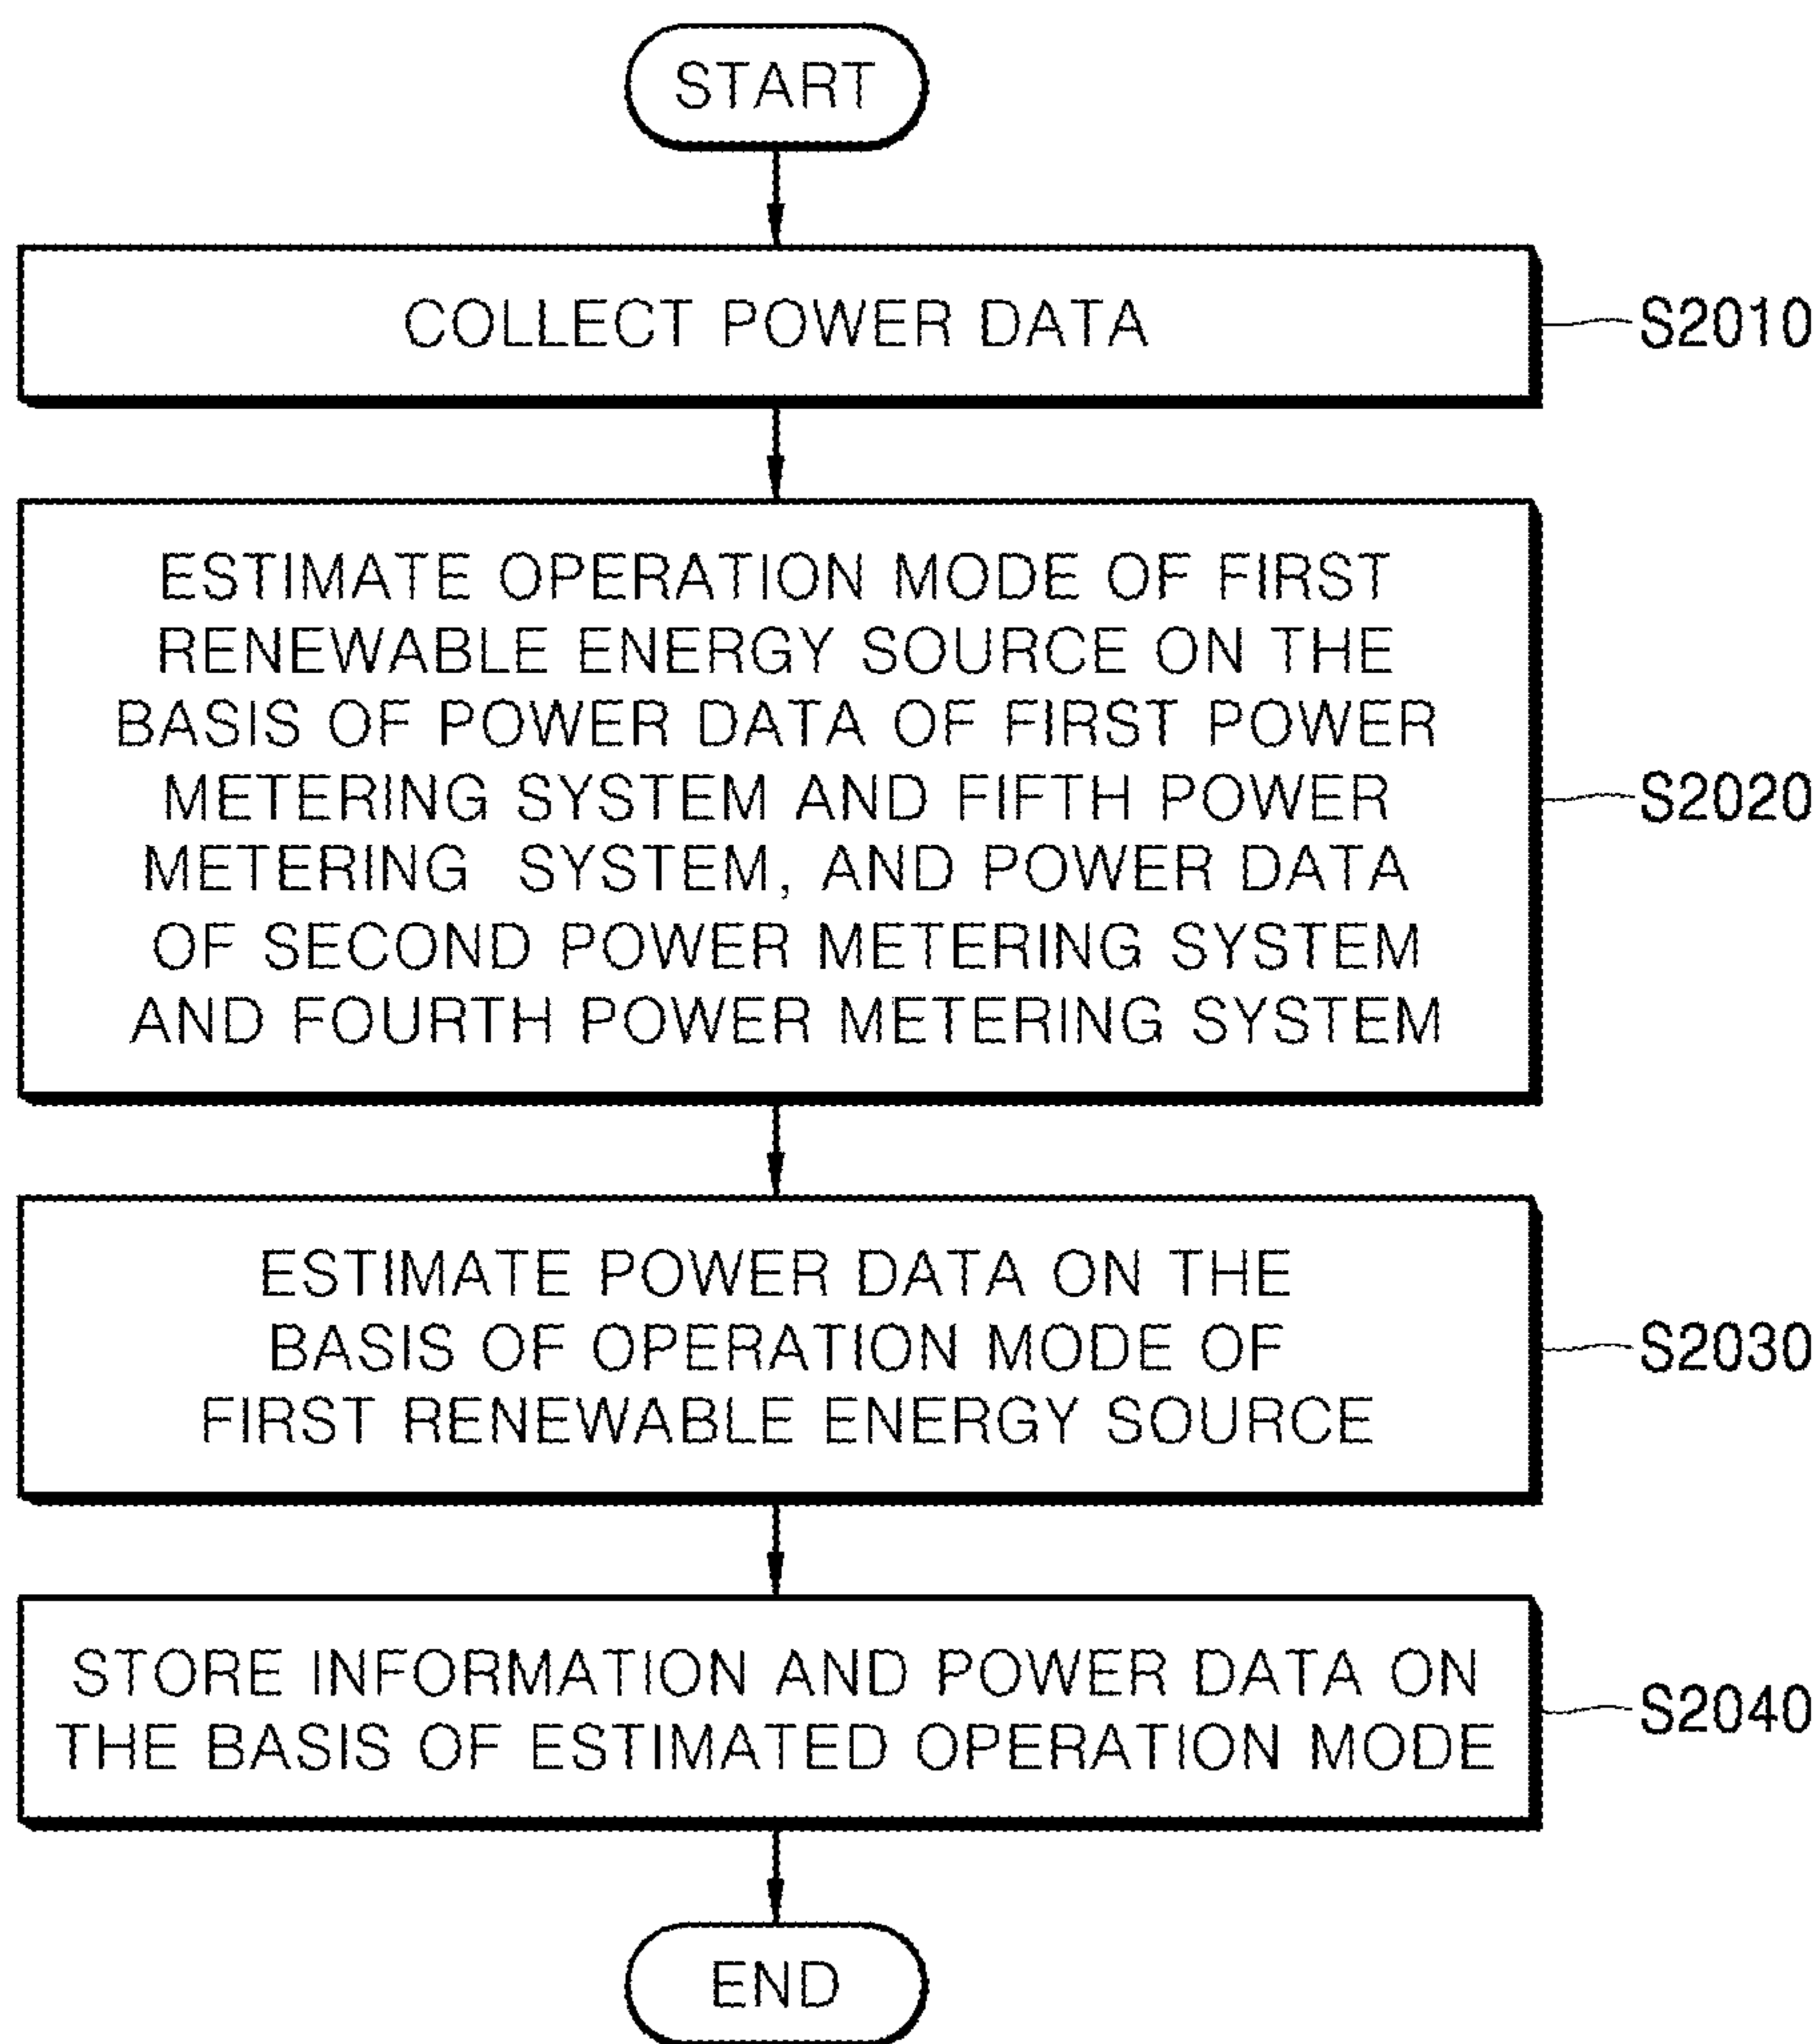 START
COLLECT POWER DATA
S2010
ESTIMATE OPERATION MODE OF FIRST
RENEWABLE ENERGY SOURCE ON THE
BASIS OF POWER DATA OF FIRST POWER
METERING SYSTEM AND FIFTH POWER
METERING SYSTEM, AND POWER DATA
OF SECOND POWER METERING SYSTEM
AND FOURTH POWER METERING SYSTEM
S2020
ESTIMATE POWER DATA ON THE
BASIS OF OPERATION MODE OF
FIRST RENEWABLE ENERGY SOURCE
S2030
STORE INFORMATION AND POWER DATA ON
THE BASIS OF ESTIMATED OPERATION MODE
S2040
END